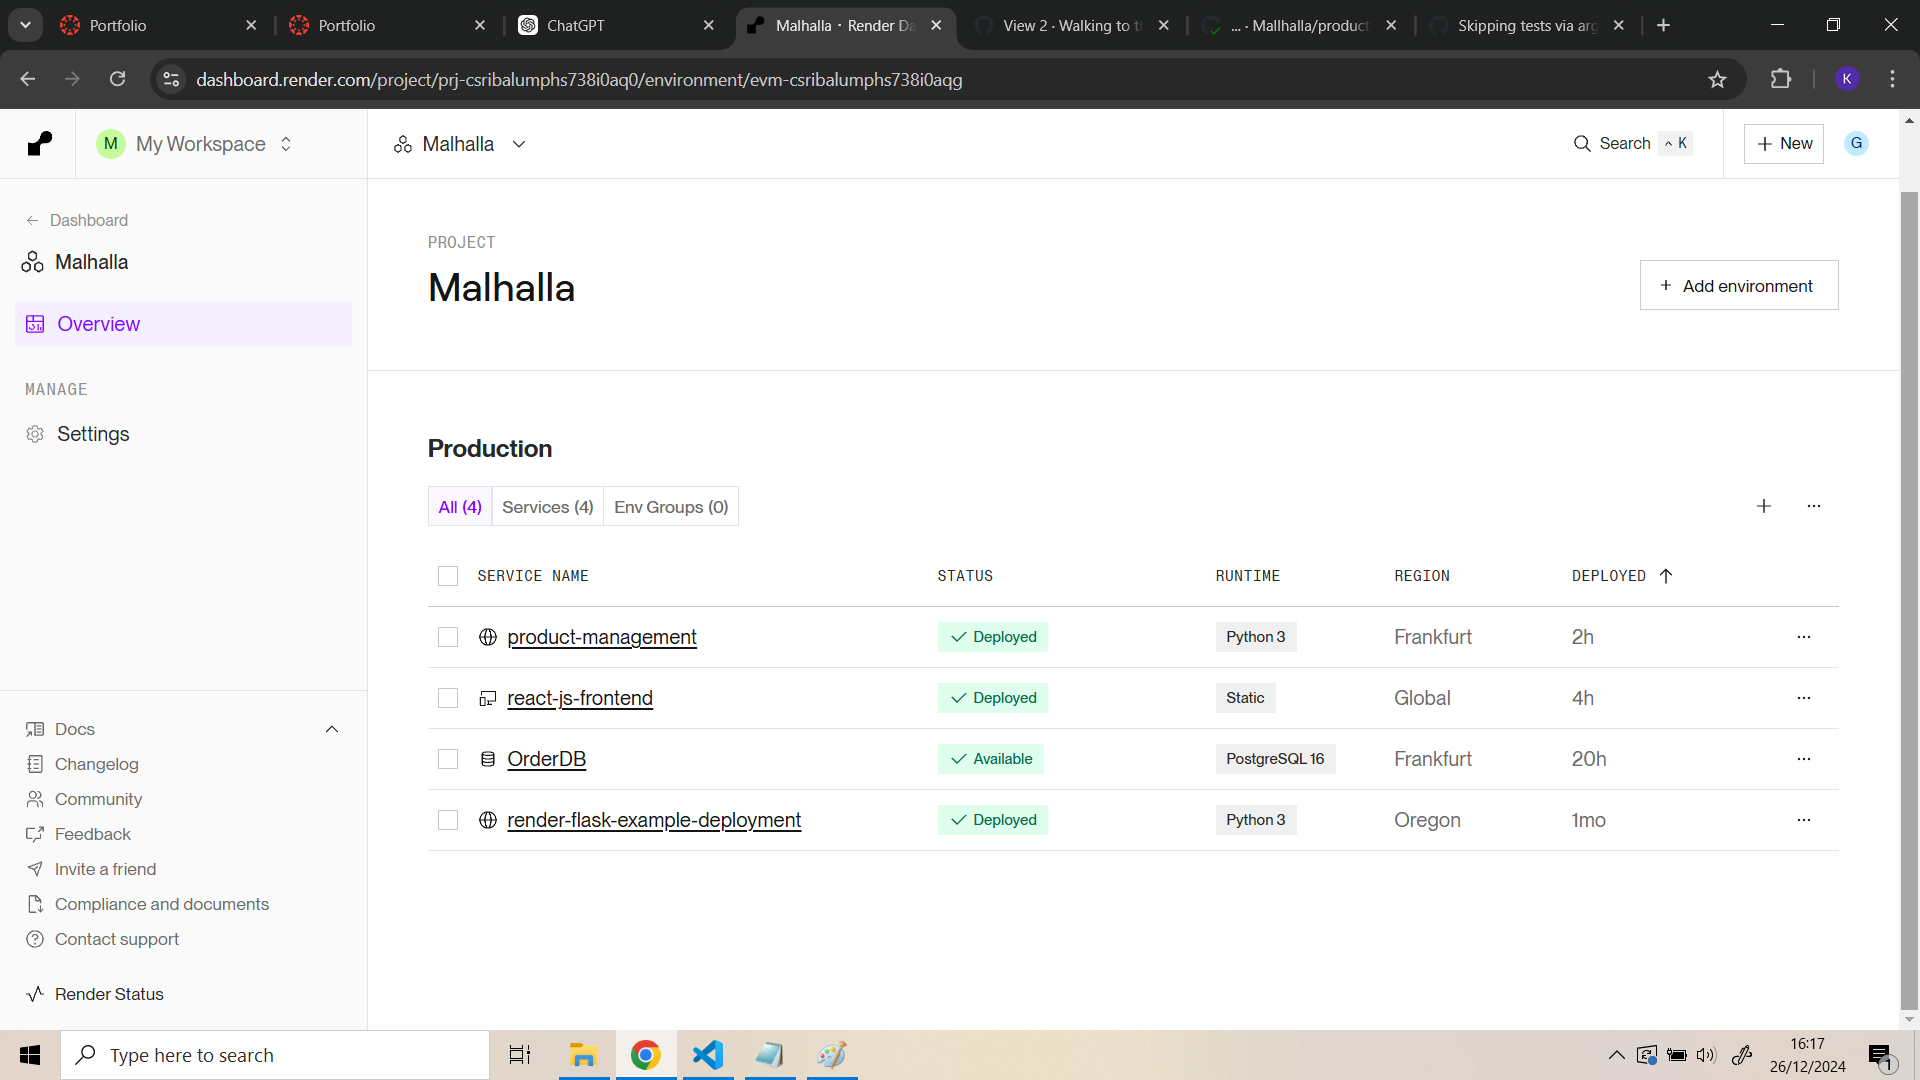 Portfolio
Portfolio
ChatGPT
Malhalla · Render Da
View 2 · Walking to t
... · Mallhalla/product
Skipping tests via arg
dashboard.render.com/project/prj-csribalumphs738i0aq0/environment/evm-csribalumphs738i0aqg
K
M My Workspace
Malhalla
Search ^ K
+ New
G
← Dashboard
Malhalla
Overview
MANAGE
Settings
PROJECT
Malhalla
+ Add environment
Production
All (4) Services (4) Env Groups (0)
SERVICE NAME STATUS RUNTIME REGION DEPLOYED ↑
product-management Deployed Python 3 Frankfurt 2h
react-js-frontend Deployed Static Global 4h
OrderDB Available PostgreSQL 16 Frankfurt 20h
render-flask-example-deployment Deployed Python 3 Oregon 1mo
Docs
Changelog
Community
Feedback
Invite a friend
Compliance and documents
Contact support
Render Status
Type here to search
16:17
26/12/2024
1